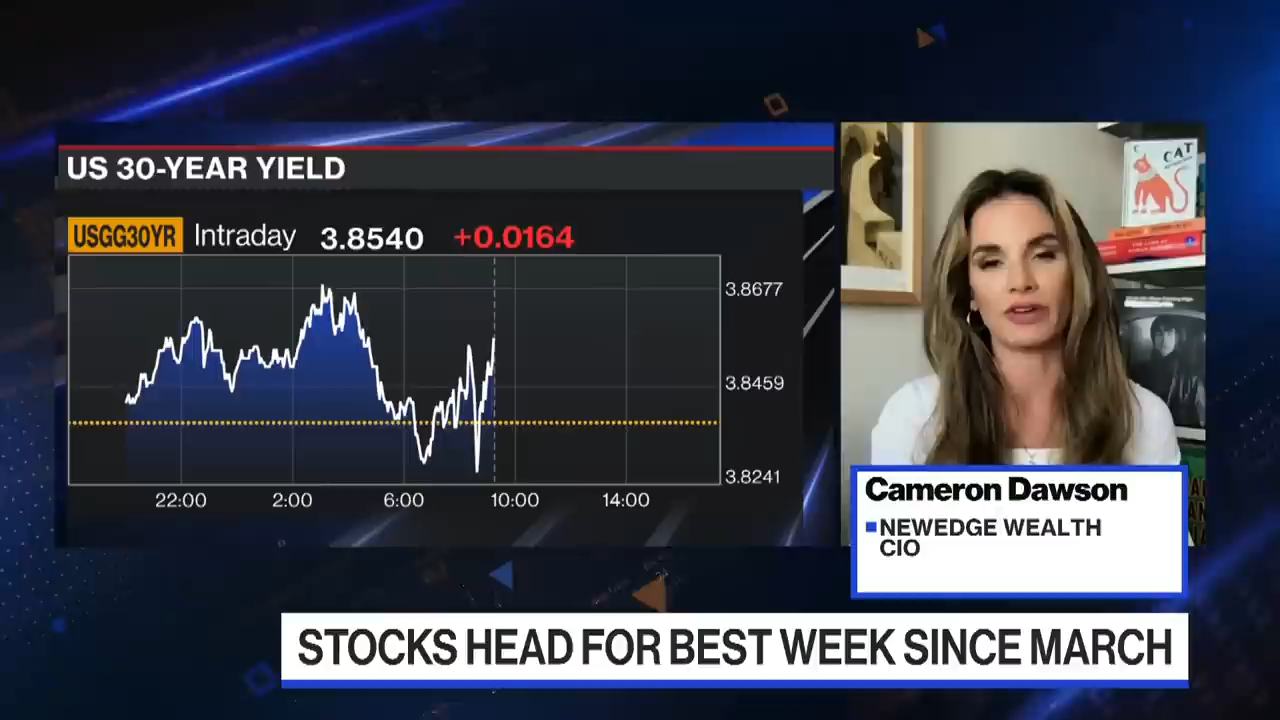 US 30-YEAR YIELD
USGG30YR Intraday 3.8540 +0.0164
3.8677
3.8459
3.8241
22:00 2:00 6:00 10:00 14:00
CAT
Cameron Dawson
NEWEDGE WEALTH
CIO
STOCKS HEAD FOR BEST WEEK SINCE MARCH